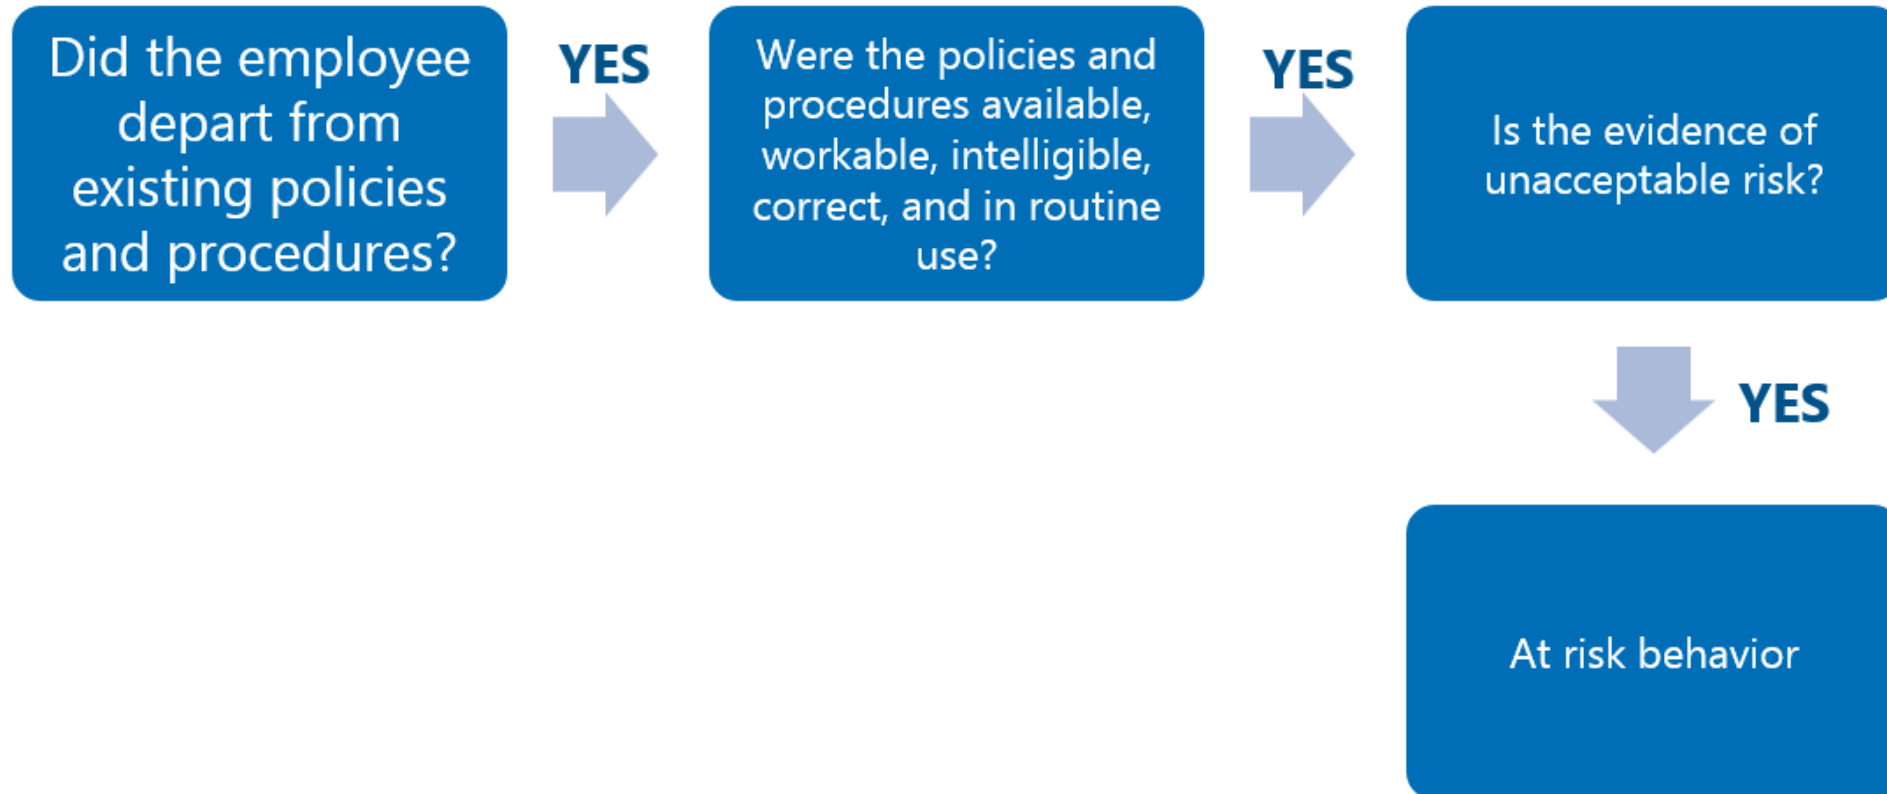 Did the employee
depart from
existing policies
and procedures?
YES
Were the policies and
procedures available,
workable, intelligible,
correct, and in routine
use?
YES
Is the evidence of
unacceptable risk?
YES
At risk behavior